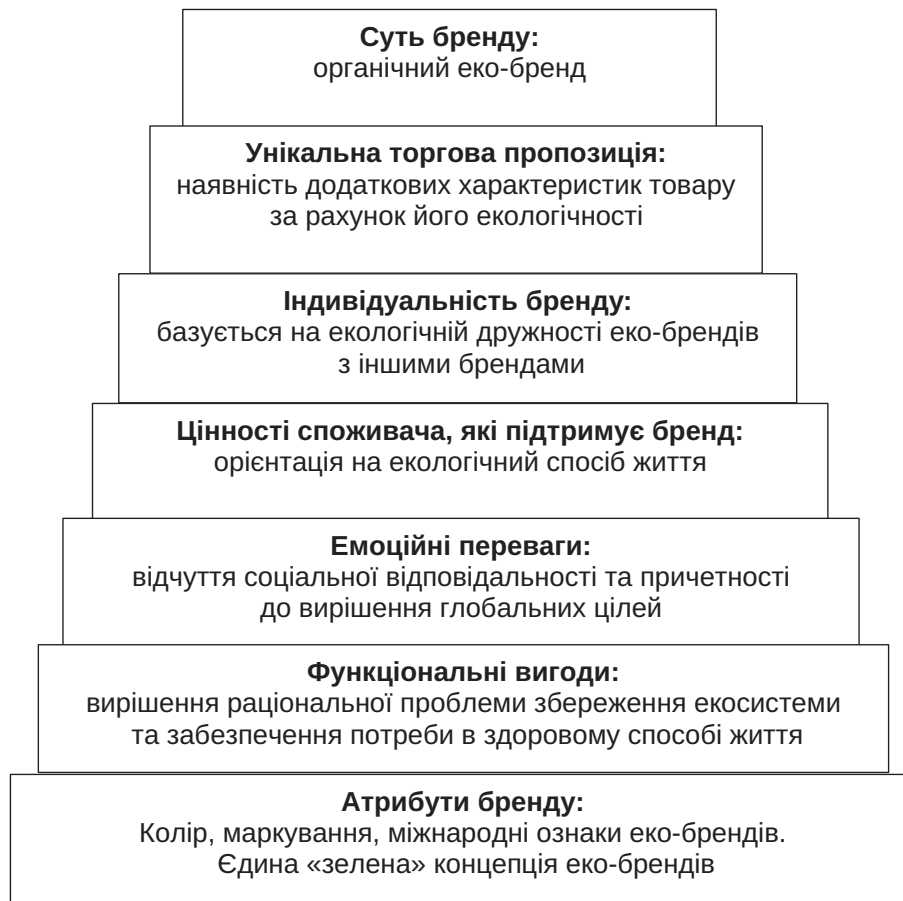 Суть бренду:
органічний еко-бренд
Унікальна торгова пропозиція:
наявність додаткових характеристик товару
за рахунок його екологічності
Індивідуальність бренду:
базується на екологічній дружності еко-брендів
з іншими брендами
Цінності споживача, які підтримує бренд:
орієнтація на екологічний спосіб життя
Емоційні переваги:
відчуття соціальної відповідальності та причетності
до вирішення глобальних цілей
Функціональні вигоди:
вирішення раціональної проблеми збереження екосистеми
та забезпечення потреби в здоровому способі життя
Атрибути бренду:
Колір, маркування, міжнародні ознаки еко-брендів.
Єдина «зелена» концепція еко-брендів